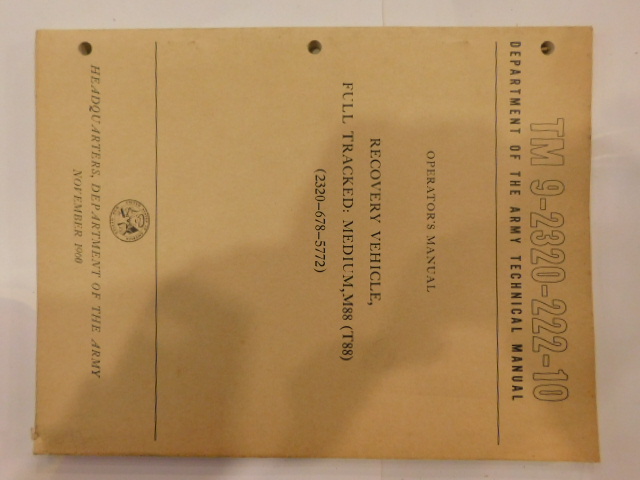 TM 9-2320-222-10
DEPARTMENT OF THE ARMY TECHNICAL MANUAL
OPERATOR'S MANUAL
RECOVERY VEHICLE,
FULL TRACKED: MEDIUM, M88 (T88)
(2320-678-5772)
HEADQUARTERS, DEPARTMENT OF THE ARMY
NOVEMBER 1960